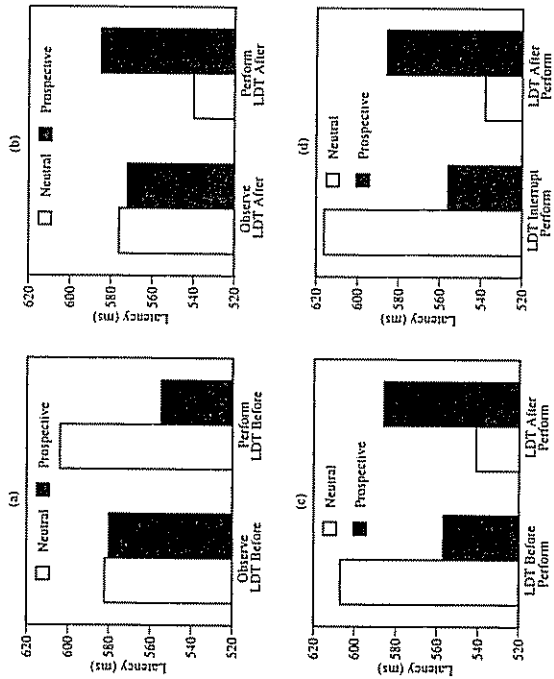 (a)
Neutral
Prospective
620
600
580
560
540
520
Latency (ms)
Observe
LDT Before
Perform
LDT Before
(b)
Neutral
Prospective
620
600
580
560
540
520
Latency (ms)
Observe
LDT After
Perform
LDT After
(c)
Neutral
Prospective
620
600
580
560
540
520
Latency (ms)
LDT Before
Perform
LDT After
Perform
(d)
Neutral
Prospective
620
600
580
560
540
520
Latency (ms)
LDT Interrupt
Perform
LDT After
Perform